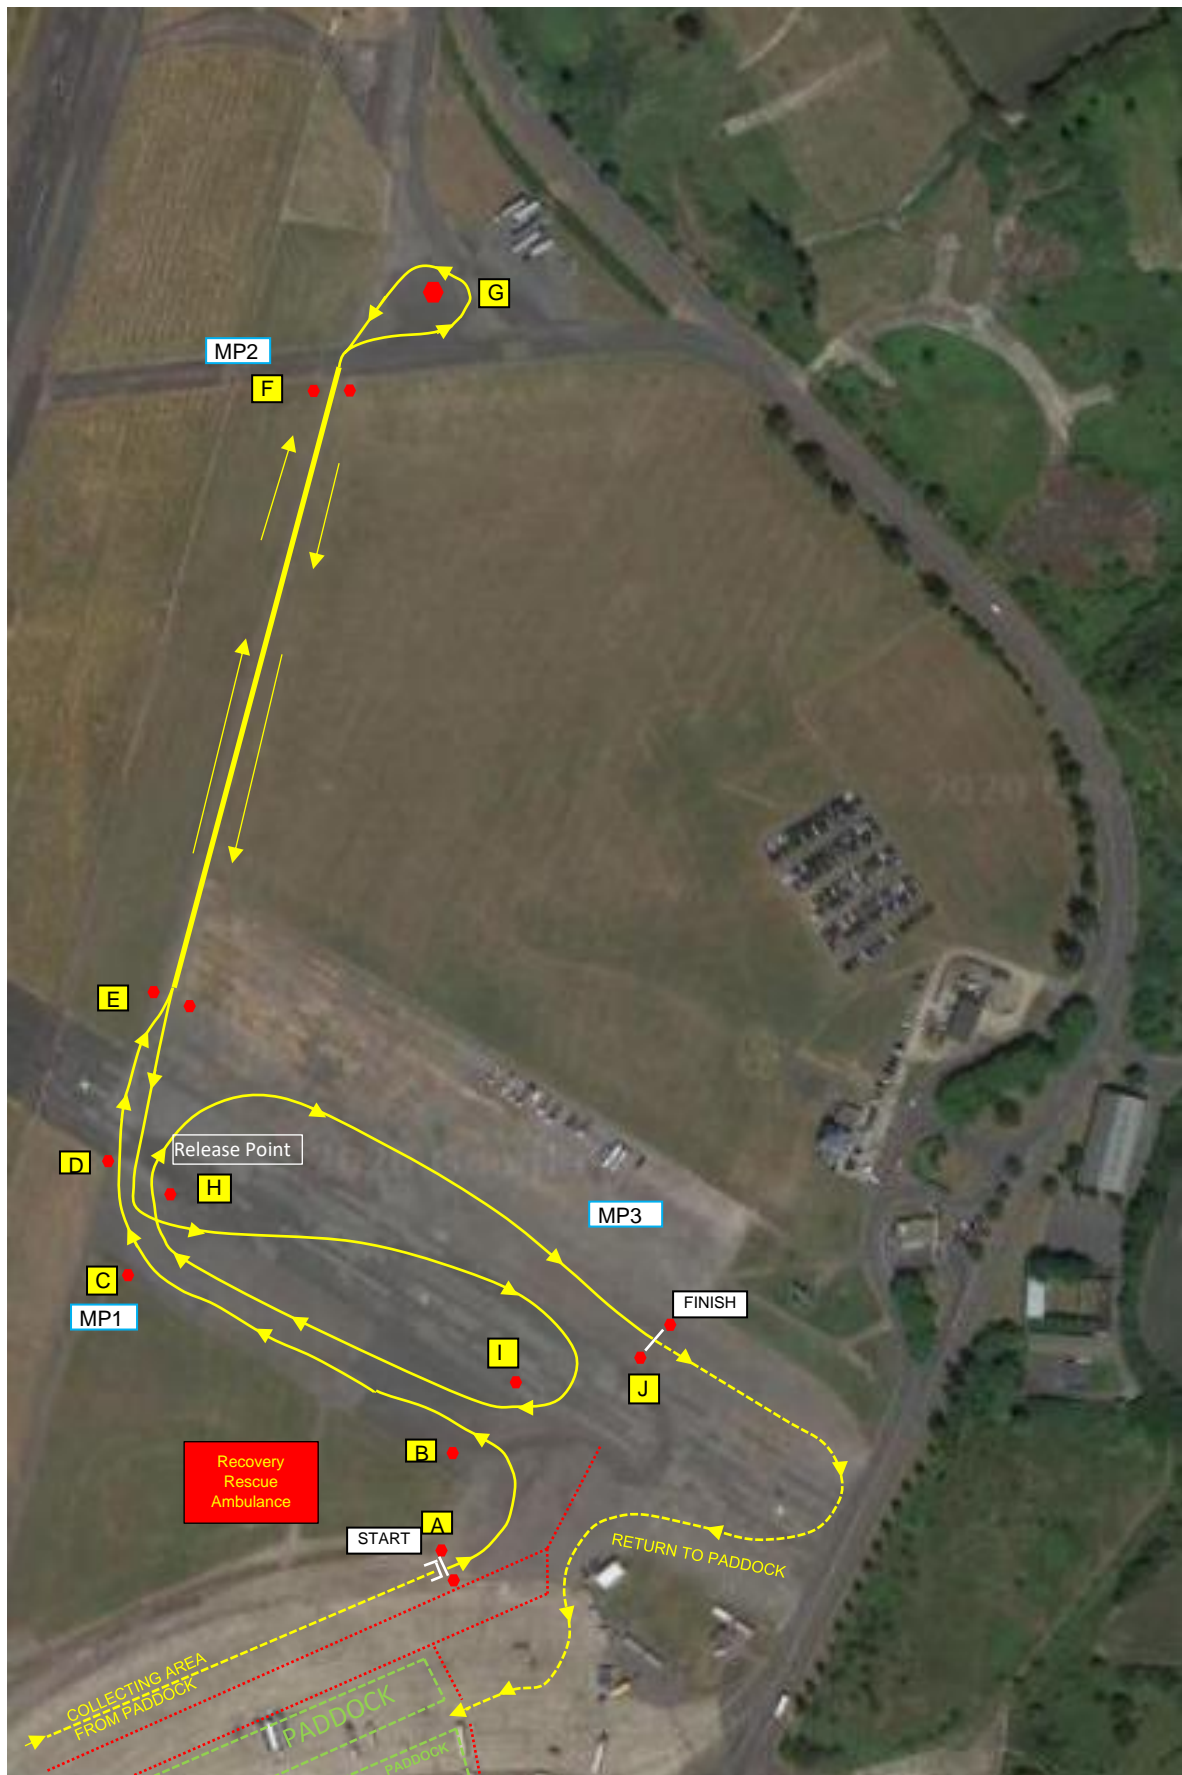 G
MP2
F
E
Release Point
D
H
MP3
C
MP1
FINISH
I
J
B
Recovery
Rescue
Ambulance
A
START
RETURN TO PADDOCK
COLLECTING AREA
FROM PADDOCK
PADDOCK
PADDOCK